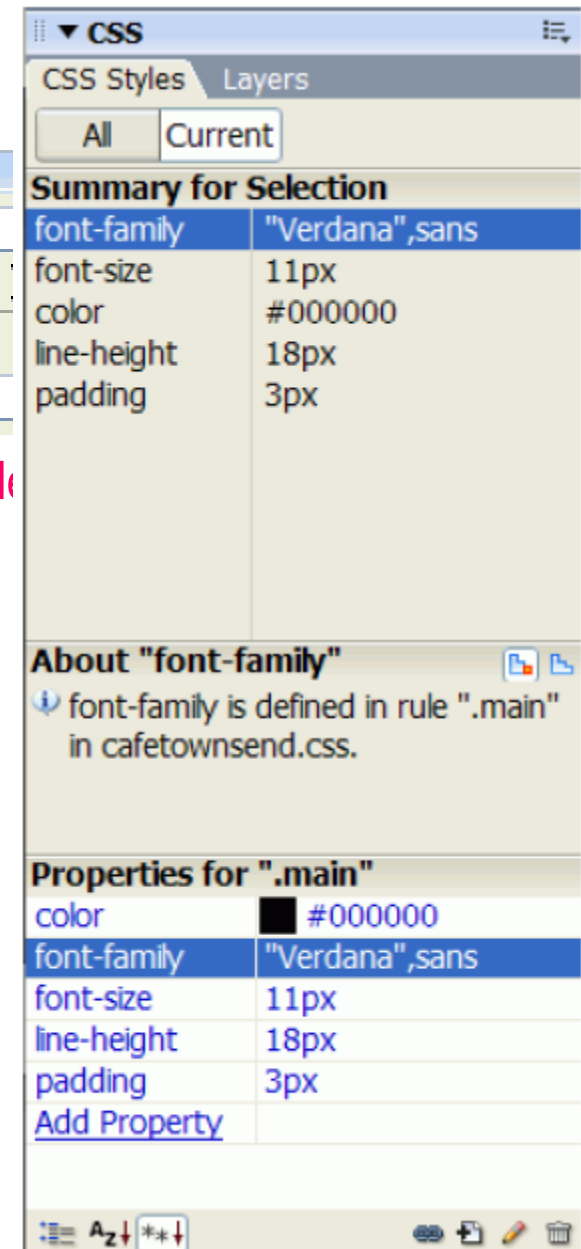 CSS
CSS Styles Layers
All Current
Summary for Selection
font-family "Verdana",sans
font-size 11px
color #000000
line-height 18px
padding 3px
About "font-family"
font-family is defined in rule ".main"
in cafetownsend.css.
Properties for ".main"
color #000000
font-family "Verdana",sans
font-size 11px
line-height 18px
padding 3px
Add Property
Az **